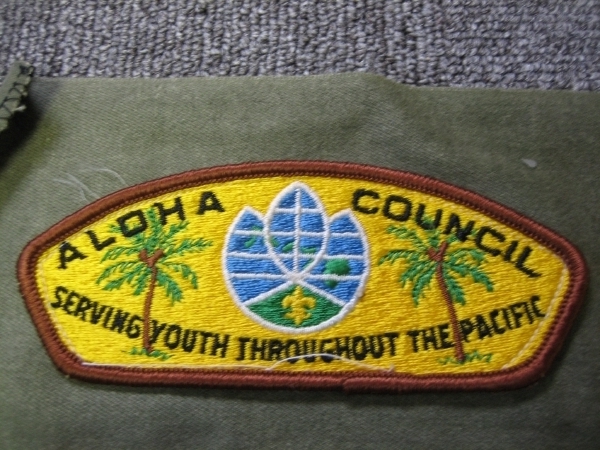 ALOHA COUNCIL
SERVING YOUTH THROUGHOUT THE PACIFIC